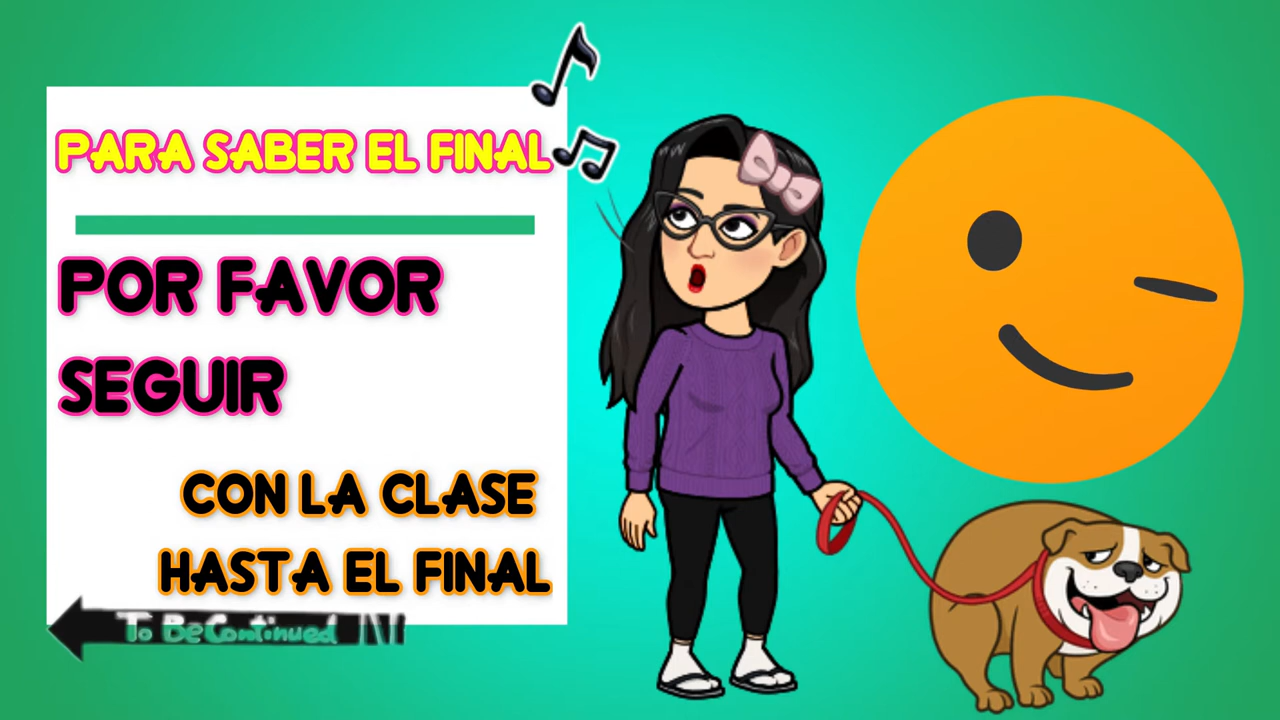 PARA SABER EL FINAL
POR FAVOR
SEGUIR
CON LA CLASE
HASTA EL FINAL
To Be Continued